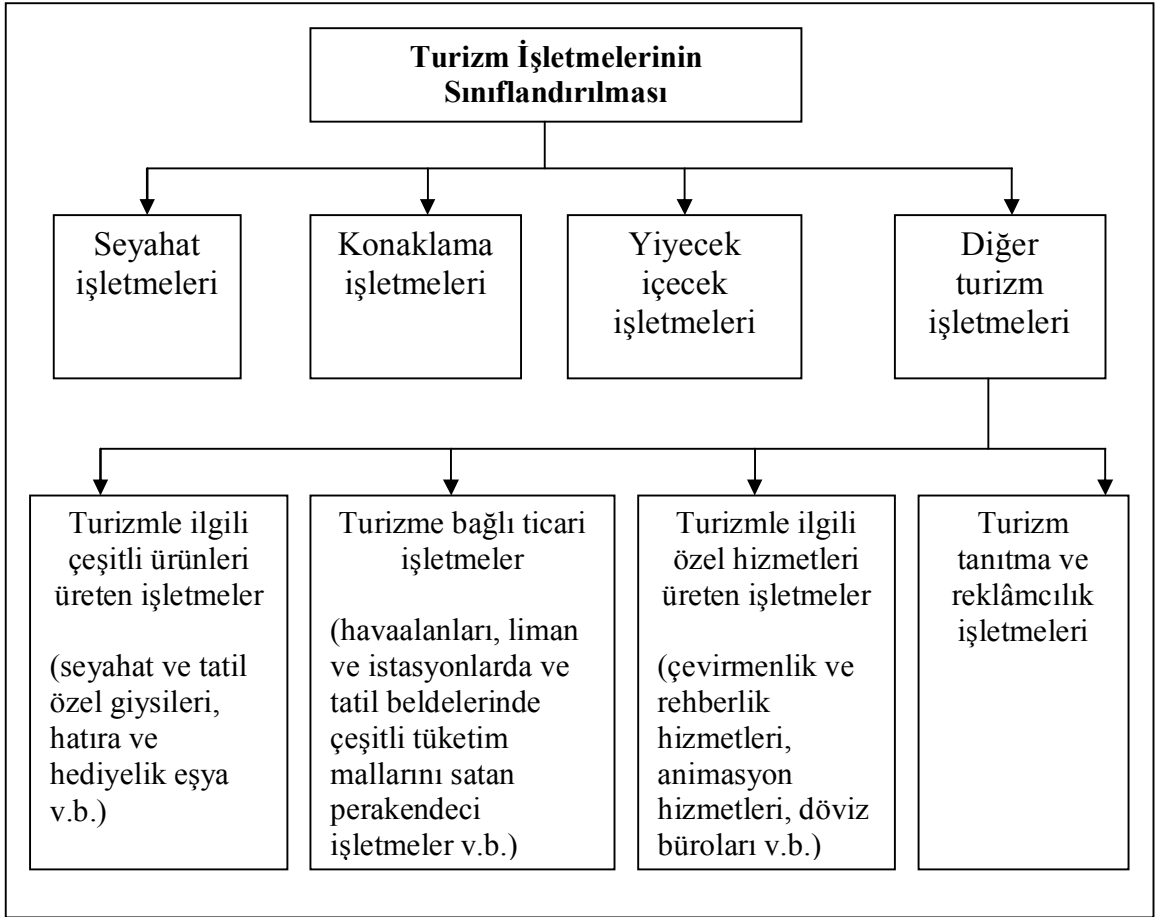 Turizm İşletmelerinin
Sınıflandırılması
Seyahat
işletmeleri
Konaklama
işletmeleri
Yiyecek
içecek
işletmeleri
Diğer
turizm
işletmeleri
Turizmle ilgili
çeşitli ürünleri
üreten işletmeler
(seyahat ve tatil
özel giysileri,
hatıra ve
hediyelik eşya
v.b.)
Turizme bağlı ticari
işletmeler
(havaalanları, liman
ve istasyonlarda ve
tatil beldelerinde
çeşitli tüketim
mallarını satan
perakendeci
işletmeler v.b.)
Turizmle ilgili
özel hizmetleri
üreten işletmeler
(çevirmenlik ve
rehberlik
hizmetleri,
animasyon
hizmetleri, döviz
büroları v.b.)
Turizm
tanıtma ve
reklâmcılık
işletmeleri